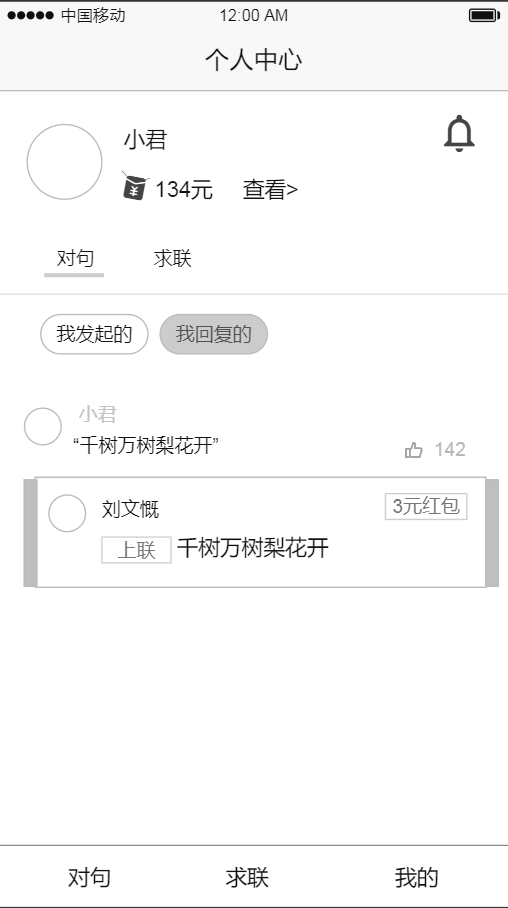 中国移动 12:00 AM
个人中心
小君
134元 查看>
对句 求联
我发起的 我回复的
小君
“千树万树梨花开”
142
刘文慨 3元红包
上联 千树万树梨花开
对句 求联 我的